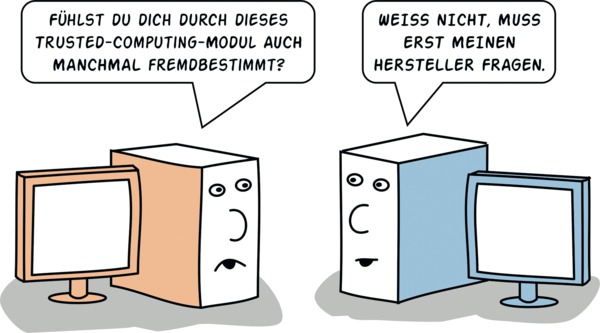 FÜHLST DU DICH DURCH DIESES
TRUSTED-COMPUTING-MODUL AUCH
MANCHMAL FREMDBESTIMMT?
WEISS NICHT, MUSS
ERST MEINEN
HERSTELLER FRAGEN.